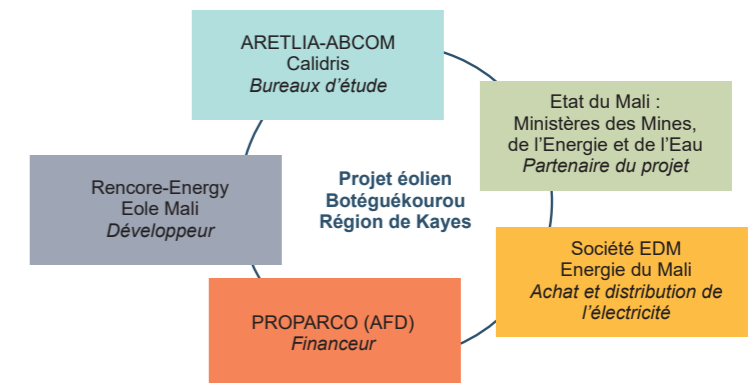 ARETLIA-ABCOM
Calidris
Bureaux d’étude
Etat du Mali :
Ministères des Mines,
de l’Energie et de l’Eau
Partenaire du projet
Projet éolien
Botéguékourou
Région de Kayes
Rencore-Energy
Eole Mali
Développeur
Société EDM
Energie du Mali
Achat et distribution de
l’électricité
PROPARCO (AFD)
Financeur